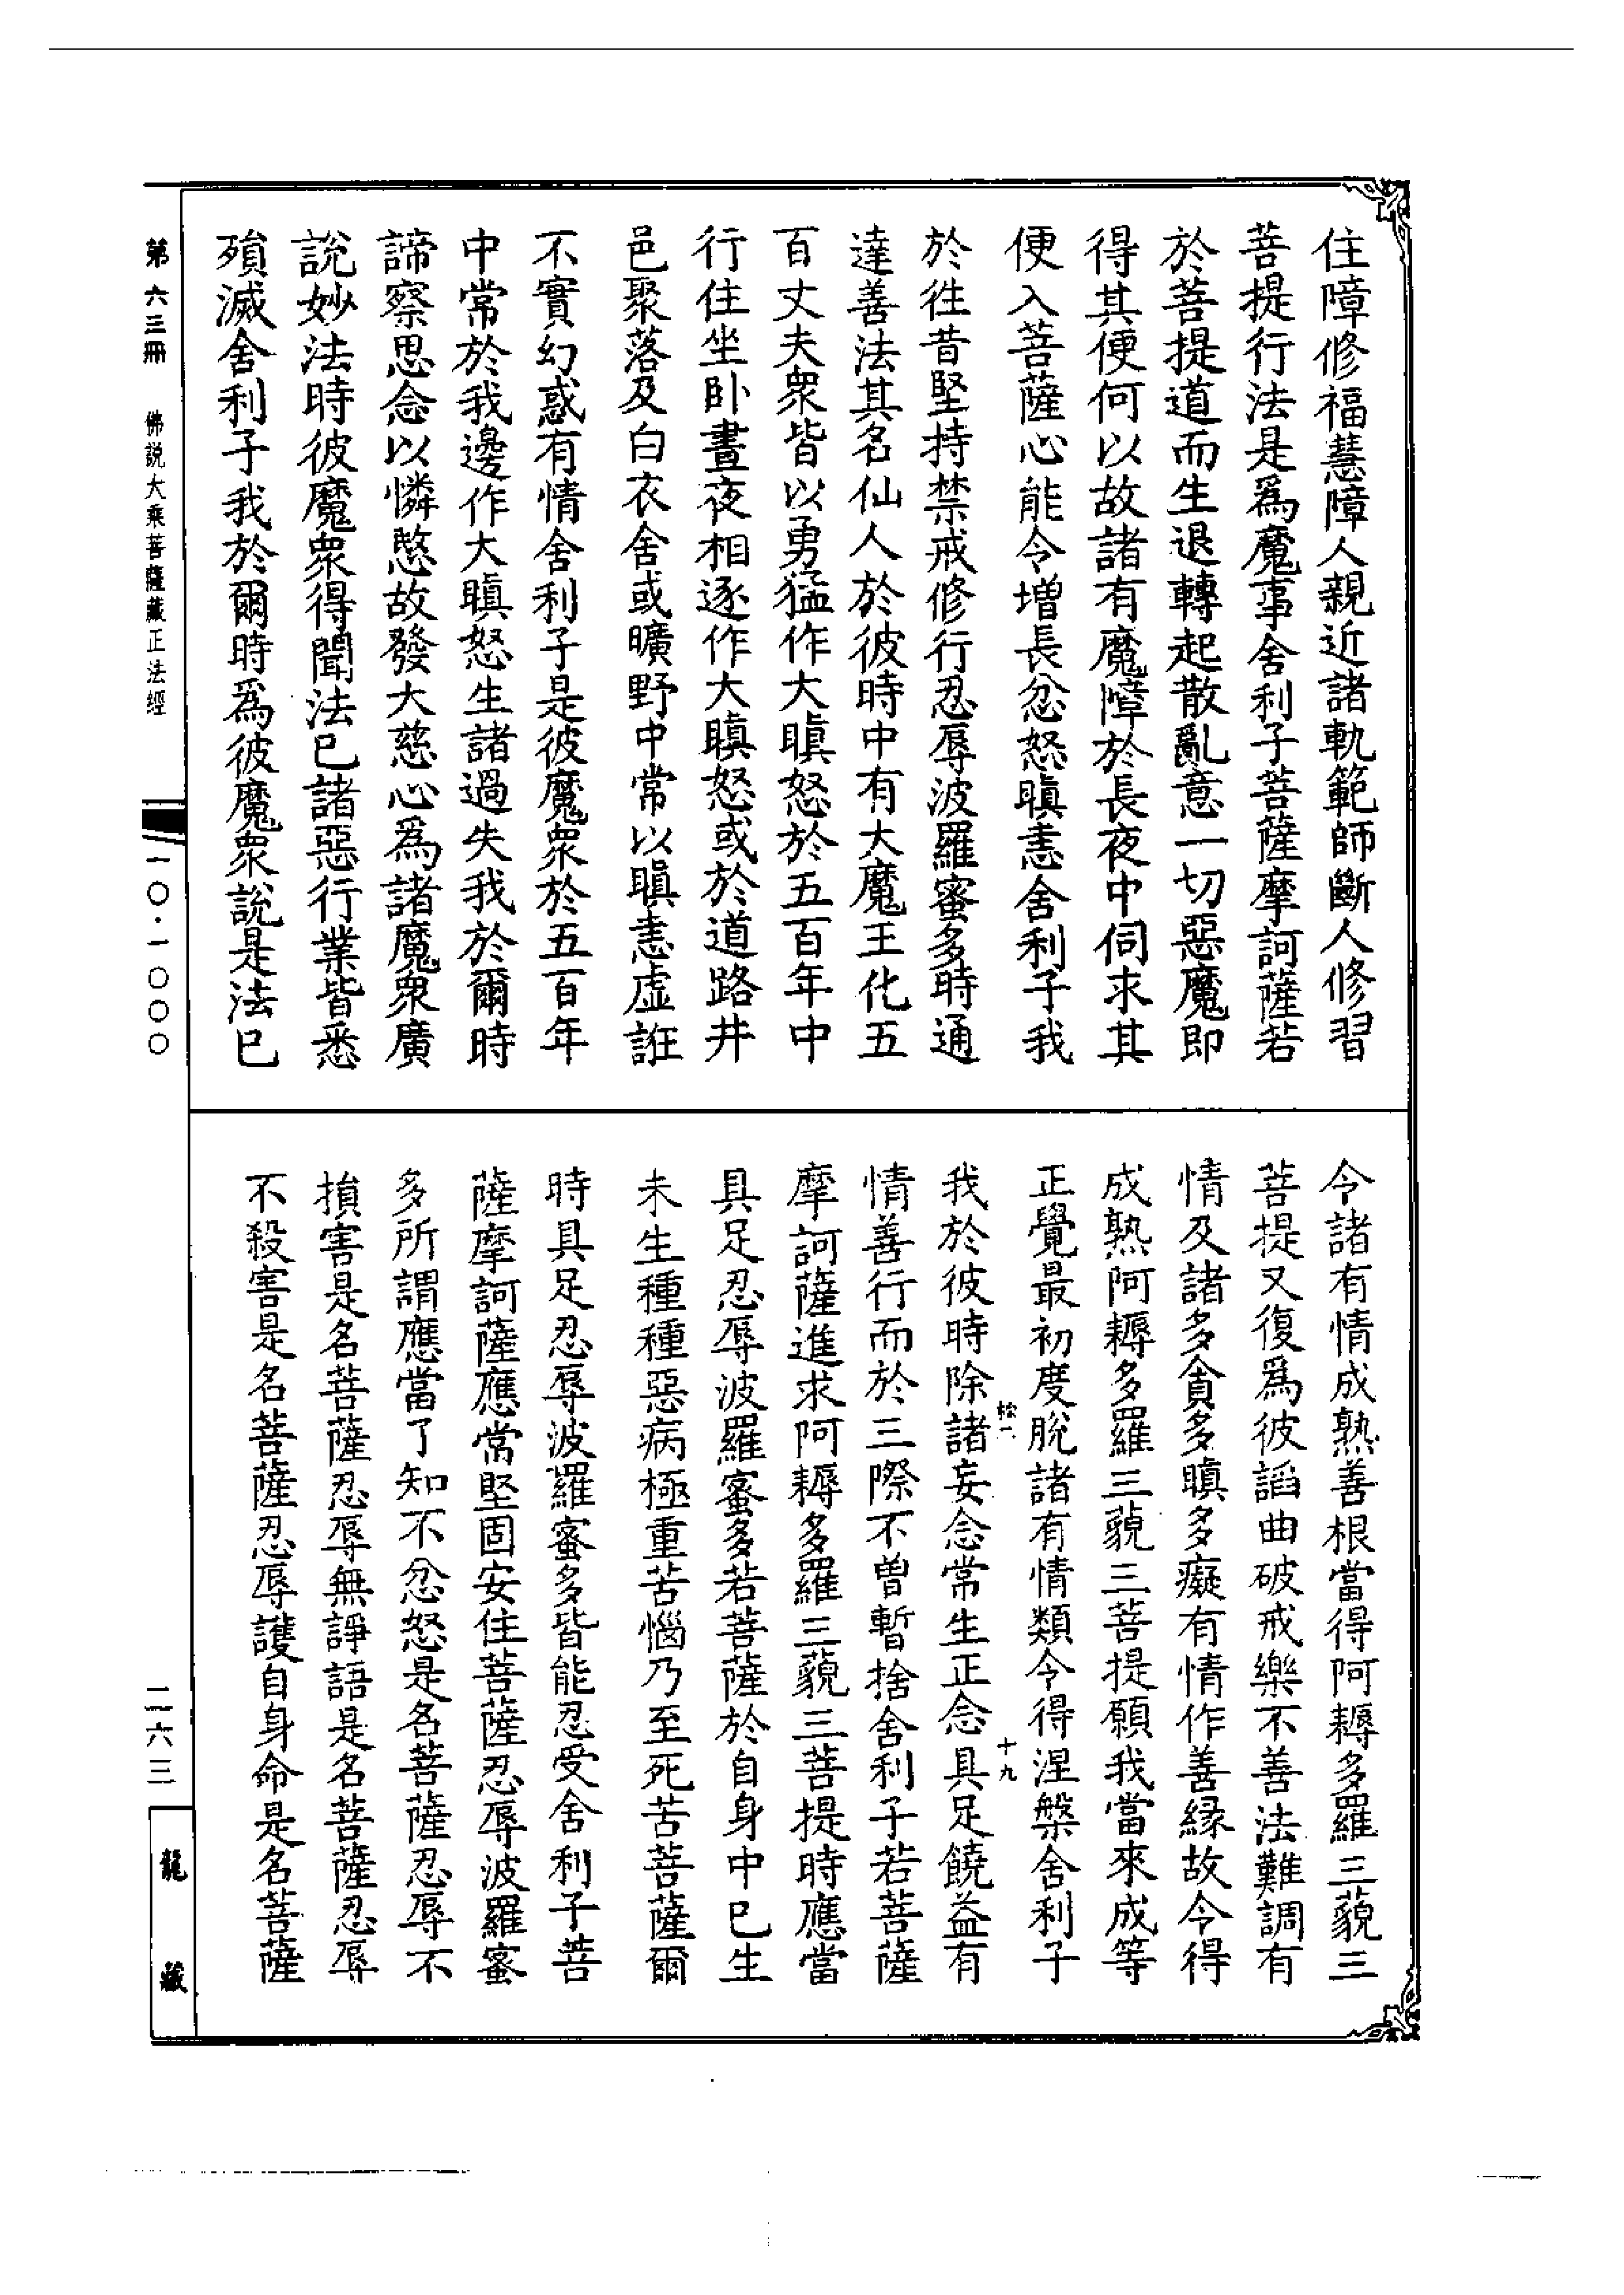 住障修福慧障人親近諸軌範師斷人修習
菩提行法是爲魔事舍利子菩薩摩訶薩若
於菩提道而生退轉起散亂意一切惡魔即
得其便何以故諸有魔障於長夜中伺求其
便入菩薩心能令增長忿怒瞋恚舍利子我
於徃昔堅持禁戒修行忍辱波羅蜜多時通
達善法其名仙人於彼時中有大魔王化五
百丈夫衆皆以勇猛作大瞋怒於五百年中
行住坐卧晝夜相逐作大瞋怒或於道路井
邑聚落及白衣舍或曠野中常以瞋恚虛誑
不實幻惑有情舍利子是彼魔衆於五百年
中常於我邊作大瞋怒生諸過失我於爾時
諦察思念以憐愍故發大慈心爲諸魔衆廣
說妙法時彼魔衆得聞法已諸惡行業皆悉
殞滅舍利子我於爾時爲彼魔衆說是法已
令諸有情成熟善根當得阿耨多羅三藐三
菩提又復爲彼諂曲破戒樂不善法難調有
情及諸多貪多瞋多癡有情作善緣故令得
成熟阿耨多羅三藐三菩提願我當來成等
正覺最初度脫諸有情類令得涅槃舍利子
我於彼時除諸妄念常生正念具足饒益有
十九
情善行而於三際不曾暫捨舍利子若菩薩
摩訶薩進求阿耨多羅三藐三菩提時應當
具足忍辱波羅蜜多若菩薩於自身中已生
未生種種惡病極重苦惱乃至死苦菩薩爾
時具足忍辱波羅蜜多皆能忍受舍利子菩
薩摩訶薩應常堅固安住菩薩忍辱波羅蜜
多所謂應當了知不忿怒是名菩薩忍辱不
損害是名菩薩忍辱無諍語是名菩薩忍辱
不殺害是名菩薩忍辱護自身命是名菩薩
第六三冊 佛説大乘菩薩藏正法經
一〇·一〇〇〇
二六三
龍藏